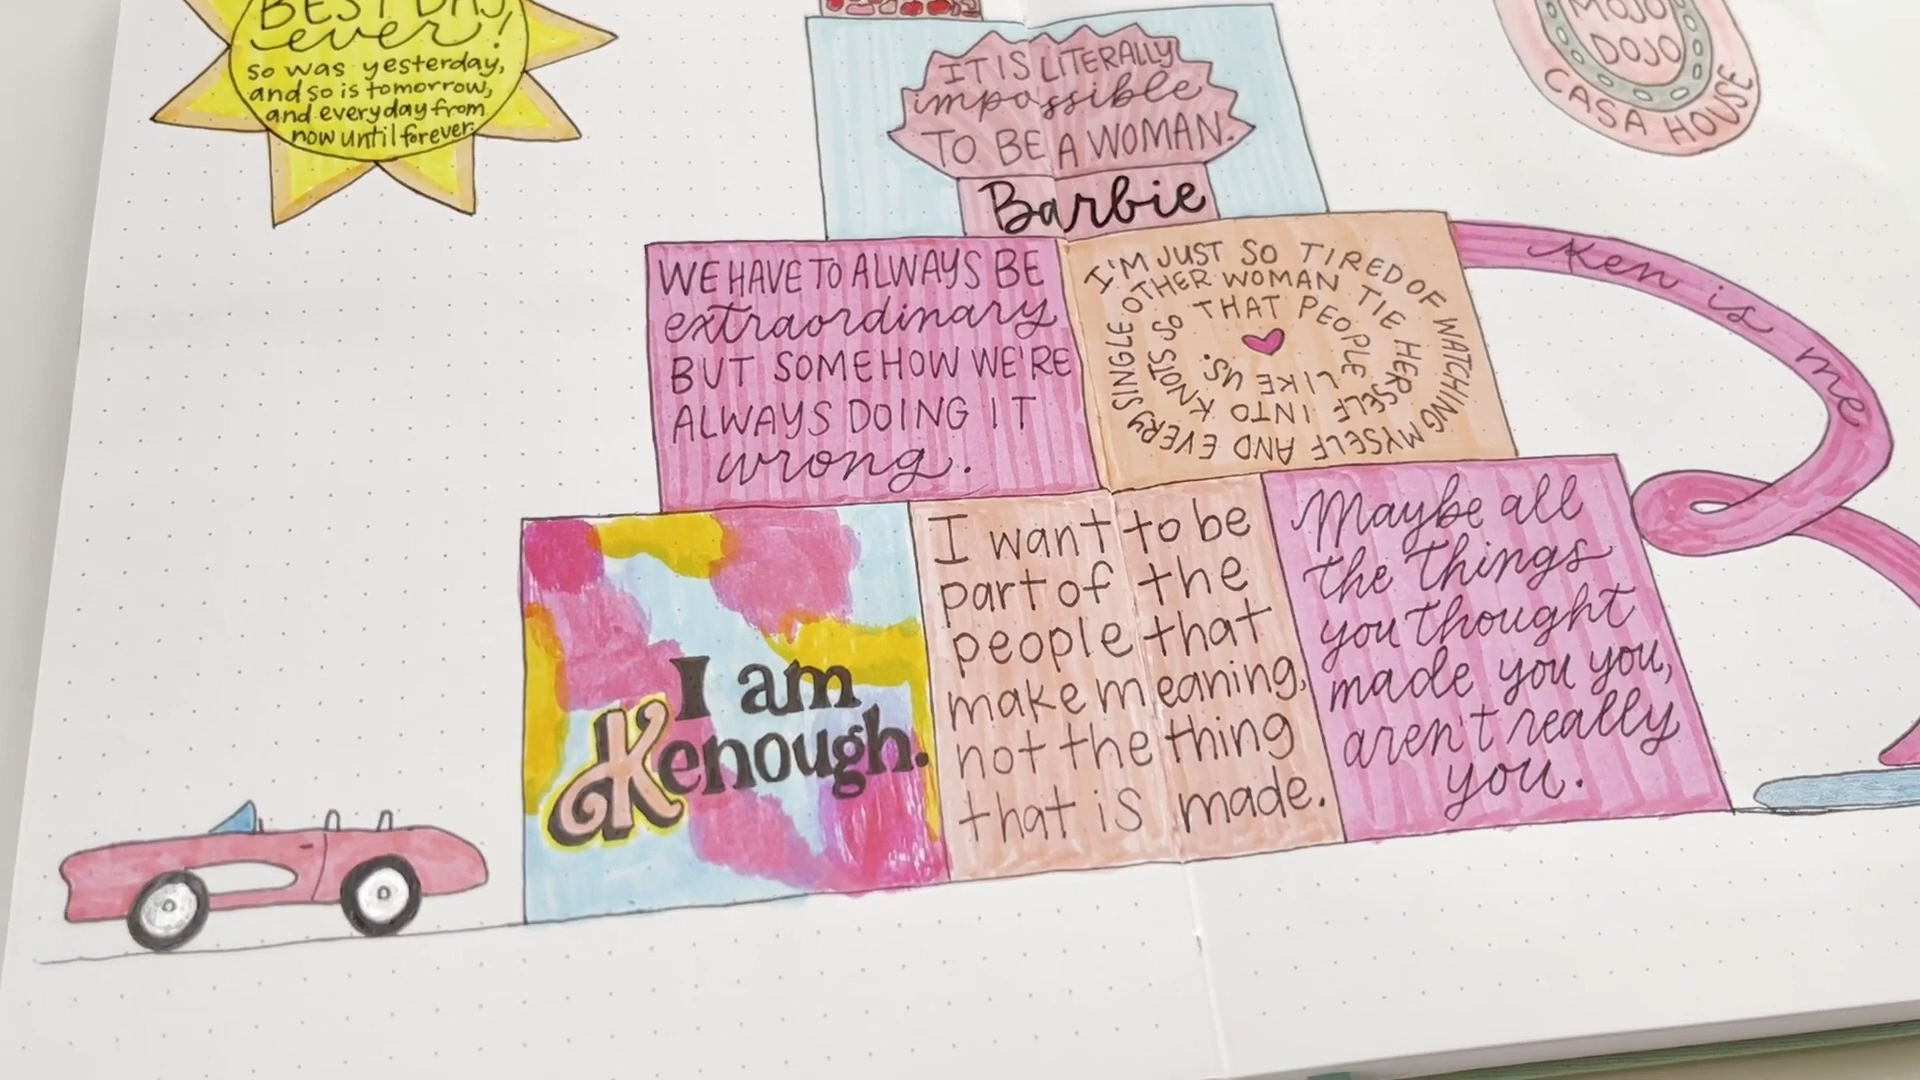 BEST DAY
ever!
so was yesterday,
and so is tomorrow,
and everyday from
now until forever.
IT IS LITERALLY
impossible
TO BE A WOMAN.
Barbie
MOJO
DOJO
CASA HOUSE
WE HAVE TO ALWAYS BE
extraordinary
BUT SOMEHOW WE'RE
ALWAYS DOING IT
wrong.
I'M JUST SO TIRED OF WATCHING MYSELF AND EVERY SINGLE OTHER WOMAN TIE HERSELF INTO KNOTS SO THAT PEOPLE LIKE US.
Ken is me
I am
Kenough.
I want to be
part of the
people that
make meaning,
not the thing
that is made.
Maybe all
the things
you thought
made you you,
aren't really
you.